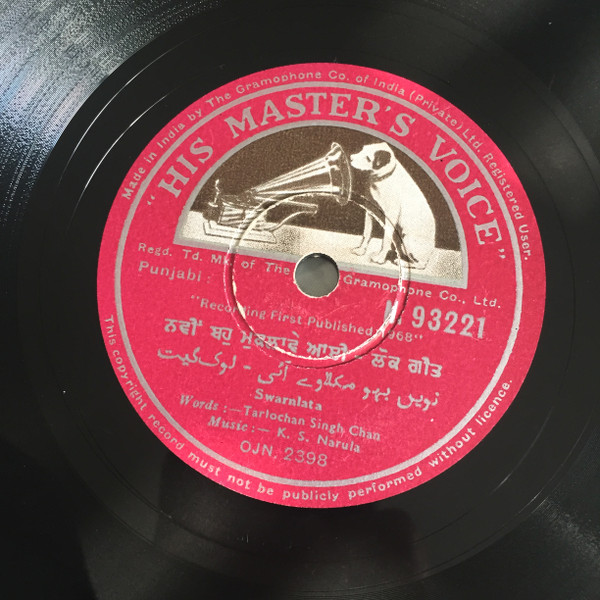 Made in India by The Gramophone Co. of India (Private) Ltd. Registered User.
"HIS MASTER'S VOICE"
Regd. Td. Mk. of The Gramophone Co., Ltd.
Punjabi:
"Recording First Published 1968"
N 93221
ਨਵੀਂ ਬਹੁ ਮੁਕਲਾਵੇ ਆਈ - ਲੋਕ ਗੀਤ
نویں بہو مکلاوے آئی - لوک گیت
Swarnlata
Words :— Tarlochan Singh Chan
Music :— K. S. Narula
OJN. 2398
This copyright record must not be publicly performed without licence.